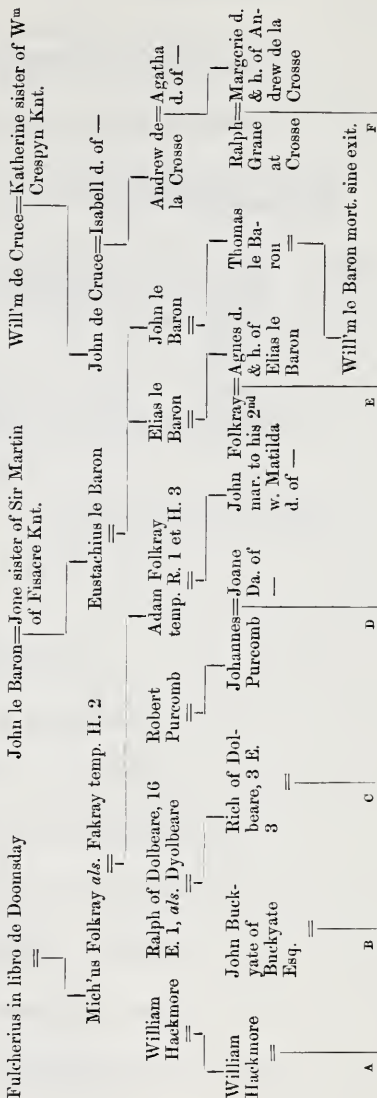 Fulcherius in libro de Doomsday
John le Baron=Jone sister of Sir Martin
of Fisacre Knt.
Will'm de Cruce=Katherine sister of Wm
Crespyn Knt.
Mich'us Folkray als. Fakray temp. H. 2
Eustachius le Baron
John de Cruce=Isabell d. of —
William
Hackmore
Ralph of Dolbeare, 16
E. 1, als. Dyolbeare
Robert
Purcomb
Adam Folkray
temp. R. 1 et H. 3
Elias le
Baron
John le
Baron
Andrew de=Agatha
la Crosse d. of —
William
Hackmore
John Buck-
yate of
Buckyate
Esq.
Rich of Dol-
beare, 3 E.
3
Johannes=Joane
Purcomb Da. of
—
John Folkray=Agnes d.
mar. to his 2nd & h. of
w. Matilda Elias le
d. of — Baron
Thomas
le Ba-
ron
Ralph=Margerie d.
Grane & h. of An-
at drew de la
Crosse Crosse
Will'm le Baron mort. sine exit.
A B C D E F